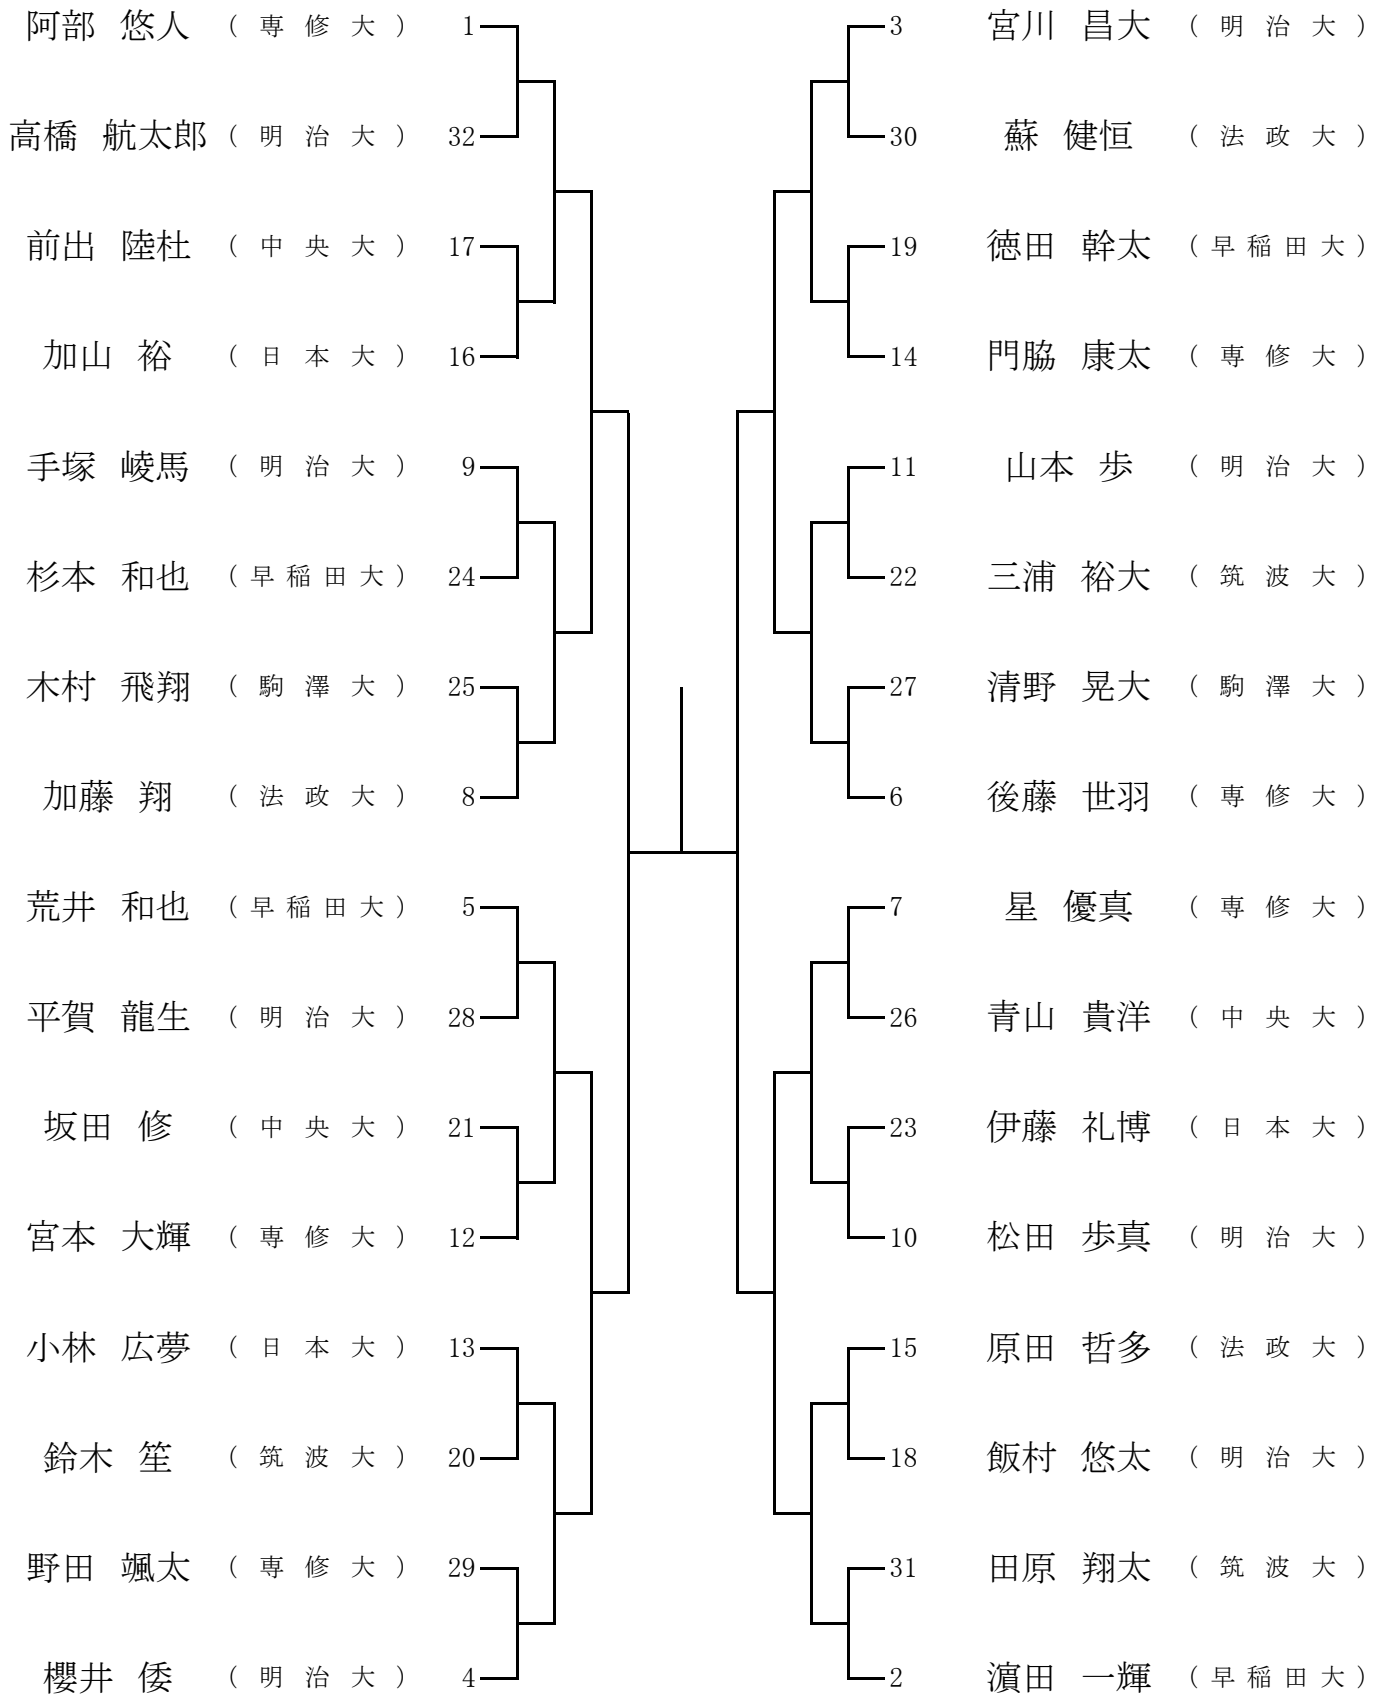 阿部 悠人 （ 専 修 大 ） 1 3 宮川 昌大 （ 明 治 大 ）
高橋 航太郎 （ 明 治 大 ） 32 30 蘇 健恒 （ 法 政 大 ）
前出 陸杜 （ 中 央 大 ） 17 19 徳田 幹太 （ 早 稲 田 大 ）
加山 裕 （ 日 本 大 ） 16 14 門脇 康太 （ 専 修 大 ）
手塚 崚馬 （ 明 治 大 ） 9 11 山本 歩 （ 明 治 大 ）
杉本 和也 （ 早 稲 田 大 ） 24 22 三浦 裕大 （ 筑 波 大 ）
木村 飛翔 （ 駒 澤 大 ） 25 27 清野 晃大 （ 駒 澤 大 ）
加藤 翔 （ 法 政 大 ） 8 6 後藤 世羽 （ 専 修 大 ）
荒井 和也 （ 早 稲 田 大 ） 5 7 星 優真 （ 専 修 大 ）
平賀 龍生 （ 明 治 大 ） 28 26 青山 貴洋 （ 中 央 大 ）
坂田 修 （ 中 央 大 ） 21 23 伊藤 礼博 （ 日 本 大 ）
宮本 大輝 （ 専 修 大 ） 12 10 松田 歩真 （ 明 治 大 ）
小林 広夢 （ 日 本 大 ） 13 15 原田 哲多 （ 法 政 大 ）
鈴木 笙 （ 筑 波 大 ） 20 18 飯村 悠太 （ 明 治 大 ）
野田 颯太 （ 専 修 大 ） 29 31 田原 翔太 （ 筑 波 大 ）
櫻井 倭 （ 明 治 大 ） 4 2 濵田 一輝 （ 早 稲 田 大 ）